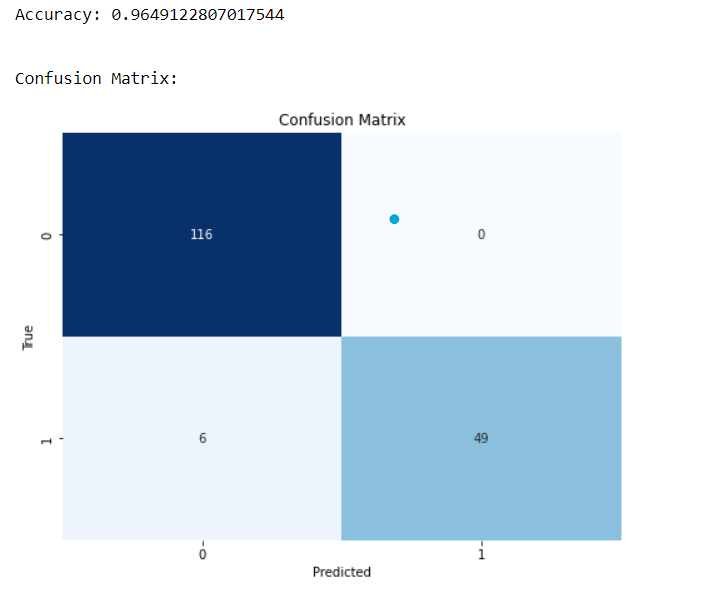 Accuracy: 0.9649122807017544
Confusion Matrix:
Confusion Matrix
0
116
0
True
1
6
49
0
1
Predicted